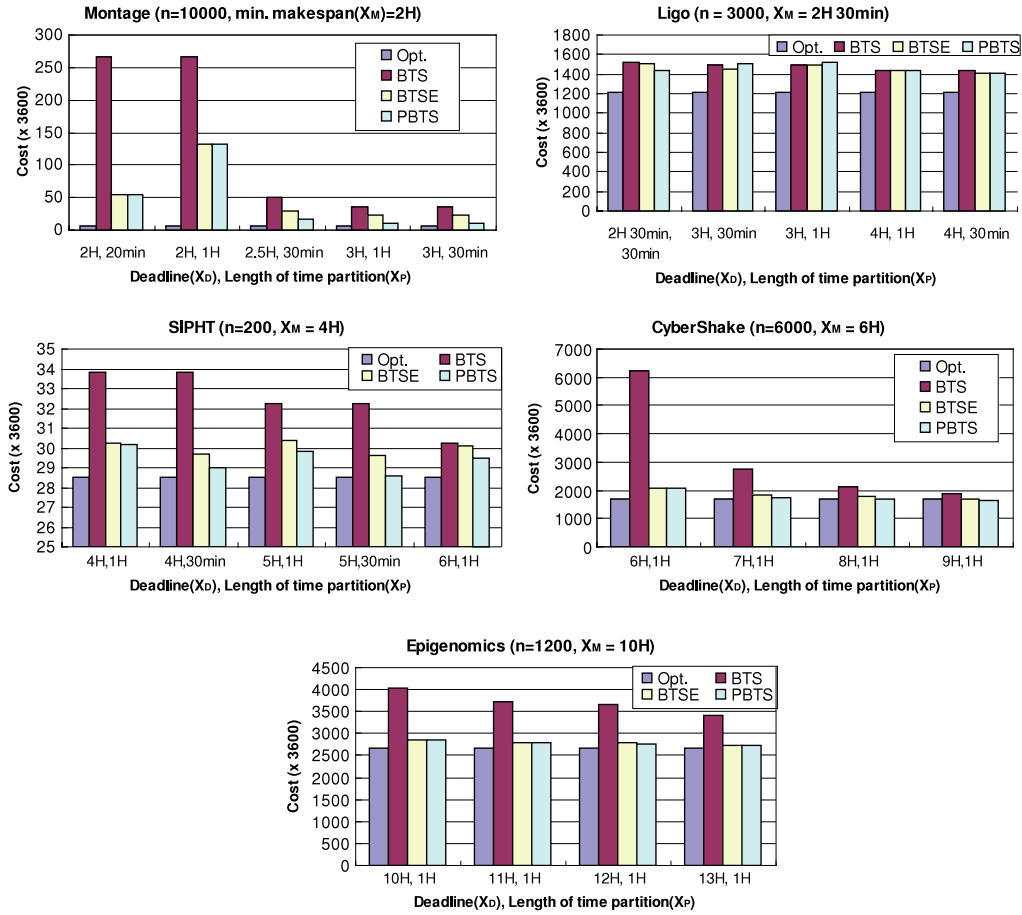 Montage (n=10000, min. makespan(XM)=2H)
300
250
200
150
100
50
0
Cost (x 3600)
Opt.
BTS
BTSE
PBTS
2H, 20min
2H, 1H
2.5H, 30min
3H, 1H
3H, 30min
Deadline(XD), Length of time partition(XP)
Ligo (n = 3000, XM = 2H 30min)
1800
1600
1400
1200
1000
800
600
400
200
0
Cost (x 3600)
Opt.
BTS
BTSE
PBTS
2H 30min,
30min
3H, 30min
3H, 1H
4H, 1H
4H, 30min
Deadline(XD), Length of time partition(XP)
SIPHT (n=200, XM = 4H)
35
34
33
32
31
30
29
28
27
26
25
Cost (x 3600)
Opt.
BTS
BTSE
PBTS
4H,1H
4H,30min
5H,1H
5H,30min
6H,1H
Deadline(XD), Length of time partition(XP)
CyberShake (n=6000, XM = 6H)
7000
6000
5000
4000
3000
2000
1000
0
Cost (x 3600)
Opt.
BTS
BTSE
PBTS
6H,1H
7H,1H
8H,1H
9H,1H
Deadline(XD), Length of time partition(XP)
Epigenomics (n=1200, XM = 10H)
4500
4000
3500
3000
2500
2000
1500
1000
500
0
Cost (x 3600)
Opt.
BTS
BTSE
PBTS
10H, 1H
11H, 1H
12H, 1H
13H, 1H
Deadline(XD), Length of time partition(XP)